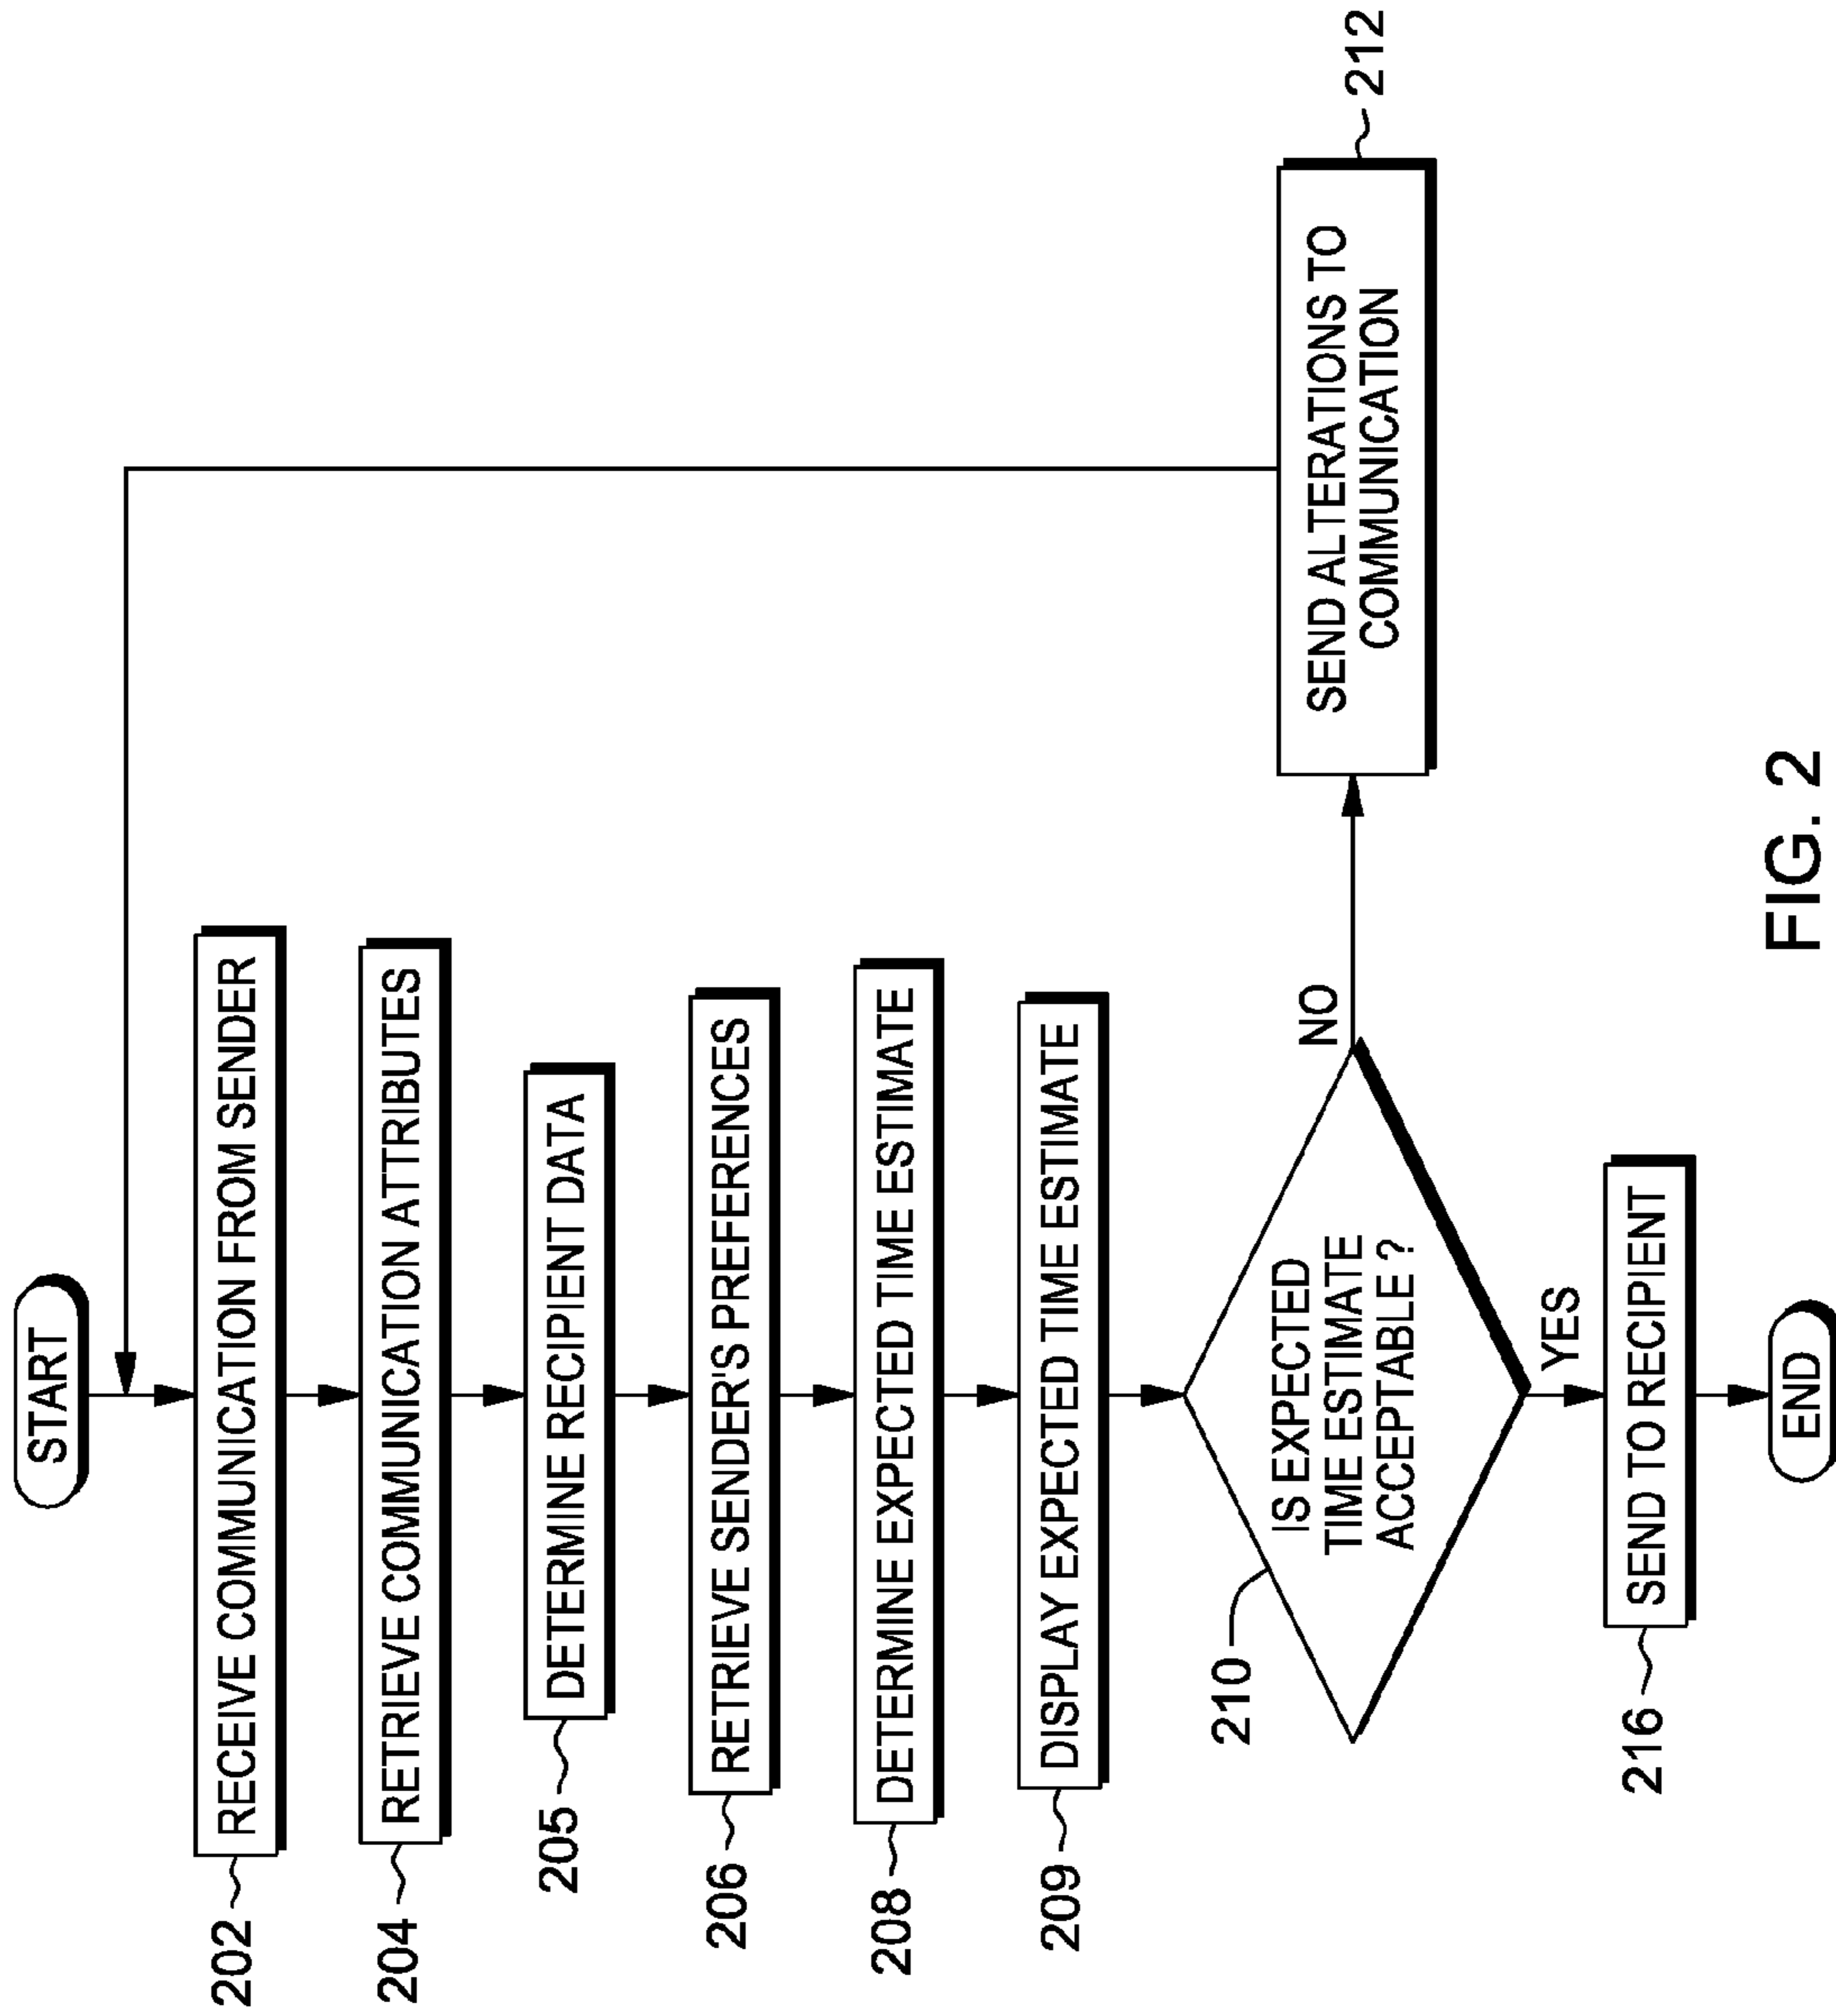 START
202
RECEIVE COMMUNICATION FROM SENDER
204
RETRIEVE COMMUNICATION ATTRIBUTES
205
DETERMINE RECIPIENT DATA
206
RETRIEVE SENDER'S PREFERENCES
208
DETERMINE EXPECTED TIME ESTIMATE
209
DISPLAY EXPECTED TIME ESTIMATE
210
IS EXPECTED
TIME ESTIMATE
ACCEPTABLE ?
NO
SEND ALTERATIONS TO
COMMUNICATION
212
YES
216
SEND TO RECIPIENT
END
FIG. 2